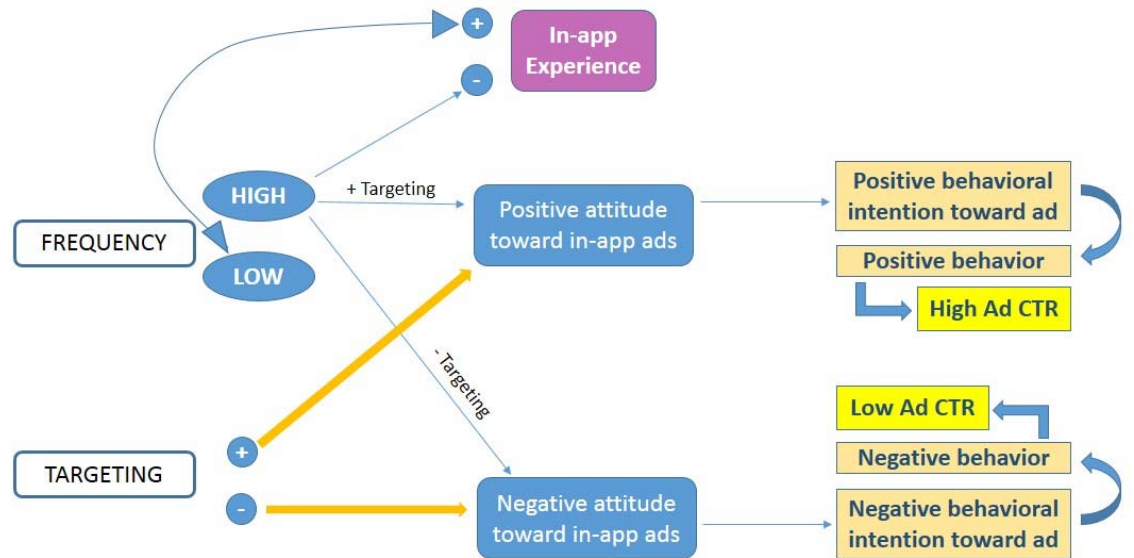 +
In-app
Experience
-
HIGH
+ Targeting
Positive attitude
toward in-app ads
Positive behavioral
intention toward ad
FREQUENCY
LOW
Positive behavior
High Ad CTR
- Targeting
Low Ad CTR
+
TARGETING
-
Negative behavior
Negative attitude
toward in-app ads
Negative behavioral
intention toward ad